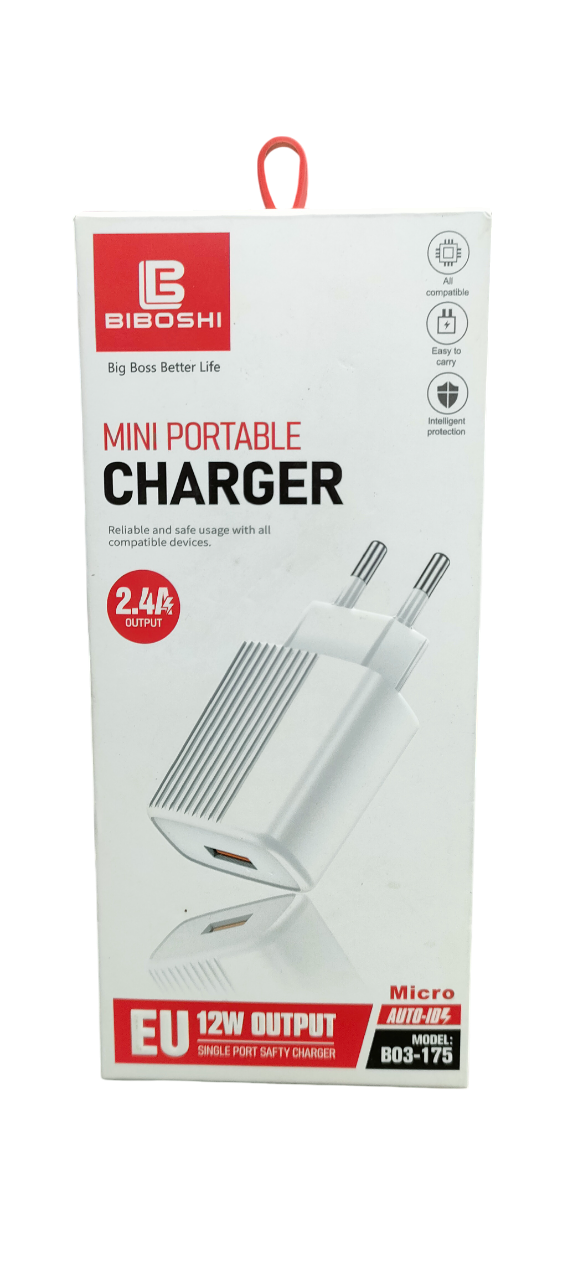 B
BIBOSHI
Big Boss Better Life
All
compatible
Easy to
carry
Intelligent
protection
MINI PORTABLE
CHARGER
Reliable and safe usage with all
compatible devices.
2.4A
OUTPUT
Micro
EU 12W OUTPUT
SINGLE PORT SAFTY CHARGER
AUTO-ID
MODEL:
B03-175